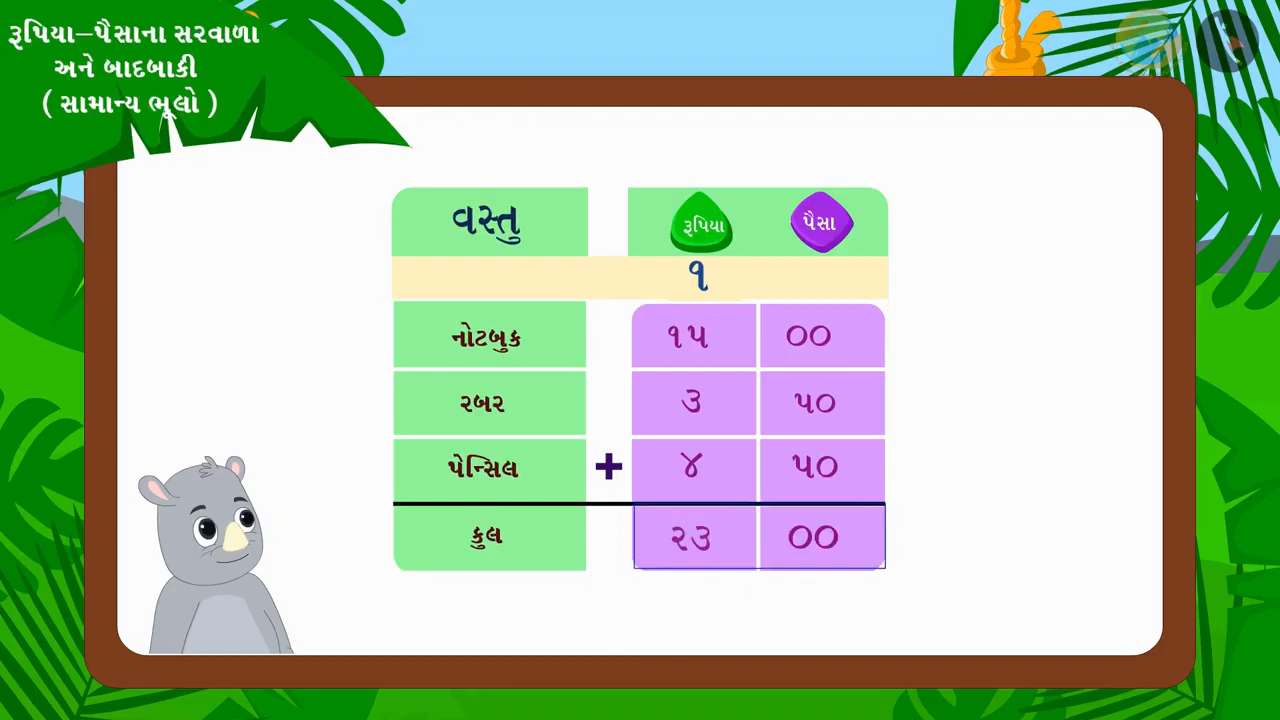 રૂપિયા–પૈસાના સરવાળા
અને બાદબાકી
( સામાન્ય ભૂલો )
વસ્તુ રૂપિયા પૈસા
૧
નોટબુક ૧૫ ૦૦
રબર ૩ ૫૦
પેન્સિલ + ૪ ૫૦
કુલ ૨૩ ૦૦